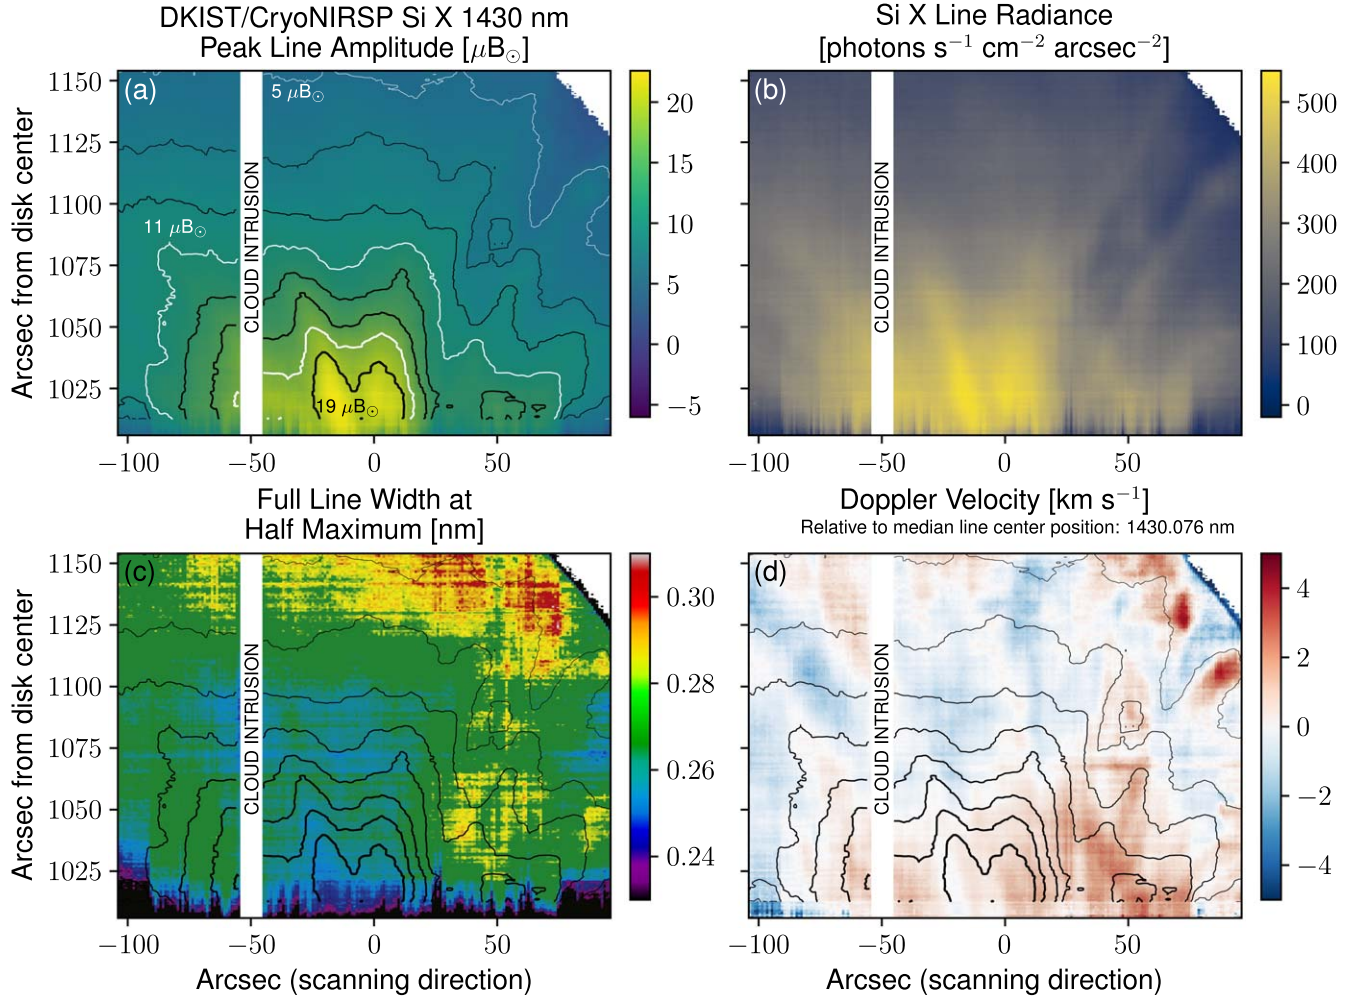 DKIST/CryoNIRSP Si X 1430 nm
Peak Line Amplitude [μB⊙]
Si X Line Radiance
[photons s⁻¹ cm⁻² arcsec⁻²]
(a)
5 μB⊙
11 μB⊙
19 μB⊙
CLOUD INTRUSION
Arcsec from disk center
1150
1125
1100
1075
1050
1025
−100
−50
0
50
20
15
10
5
0
−5
(b)
CLOUD INTRUSION
−100
−50
0
50
500
400
300
200
100
0
Full Line Width at
Half Maximum [nm]
Doppler Velocity [km s⁻¹]
Relative to median line center position: 1430.076 nm
(c)
CLOUD INTRUSION
Arcsec from disk center
1150
1125
1100
1075
1050
1025
−100
−50
0
50
Arcsec (scanning direction)
0.30
0.28
0.26
0.24
(d)
CLOUD INTRUSION
−100
−50
0
50
Arcsec (scanning direction)
4
2
0
−2
−4